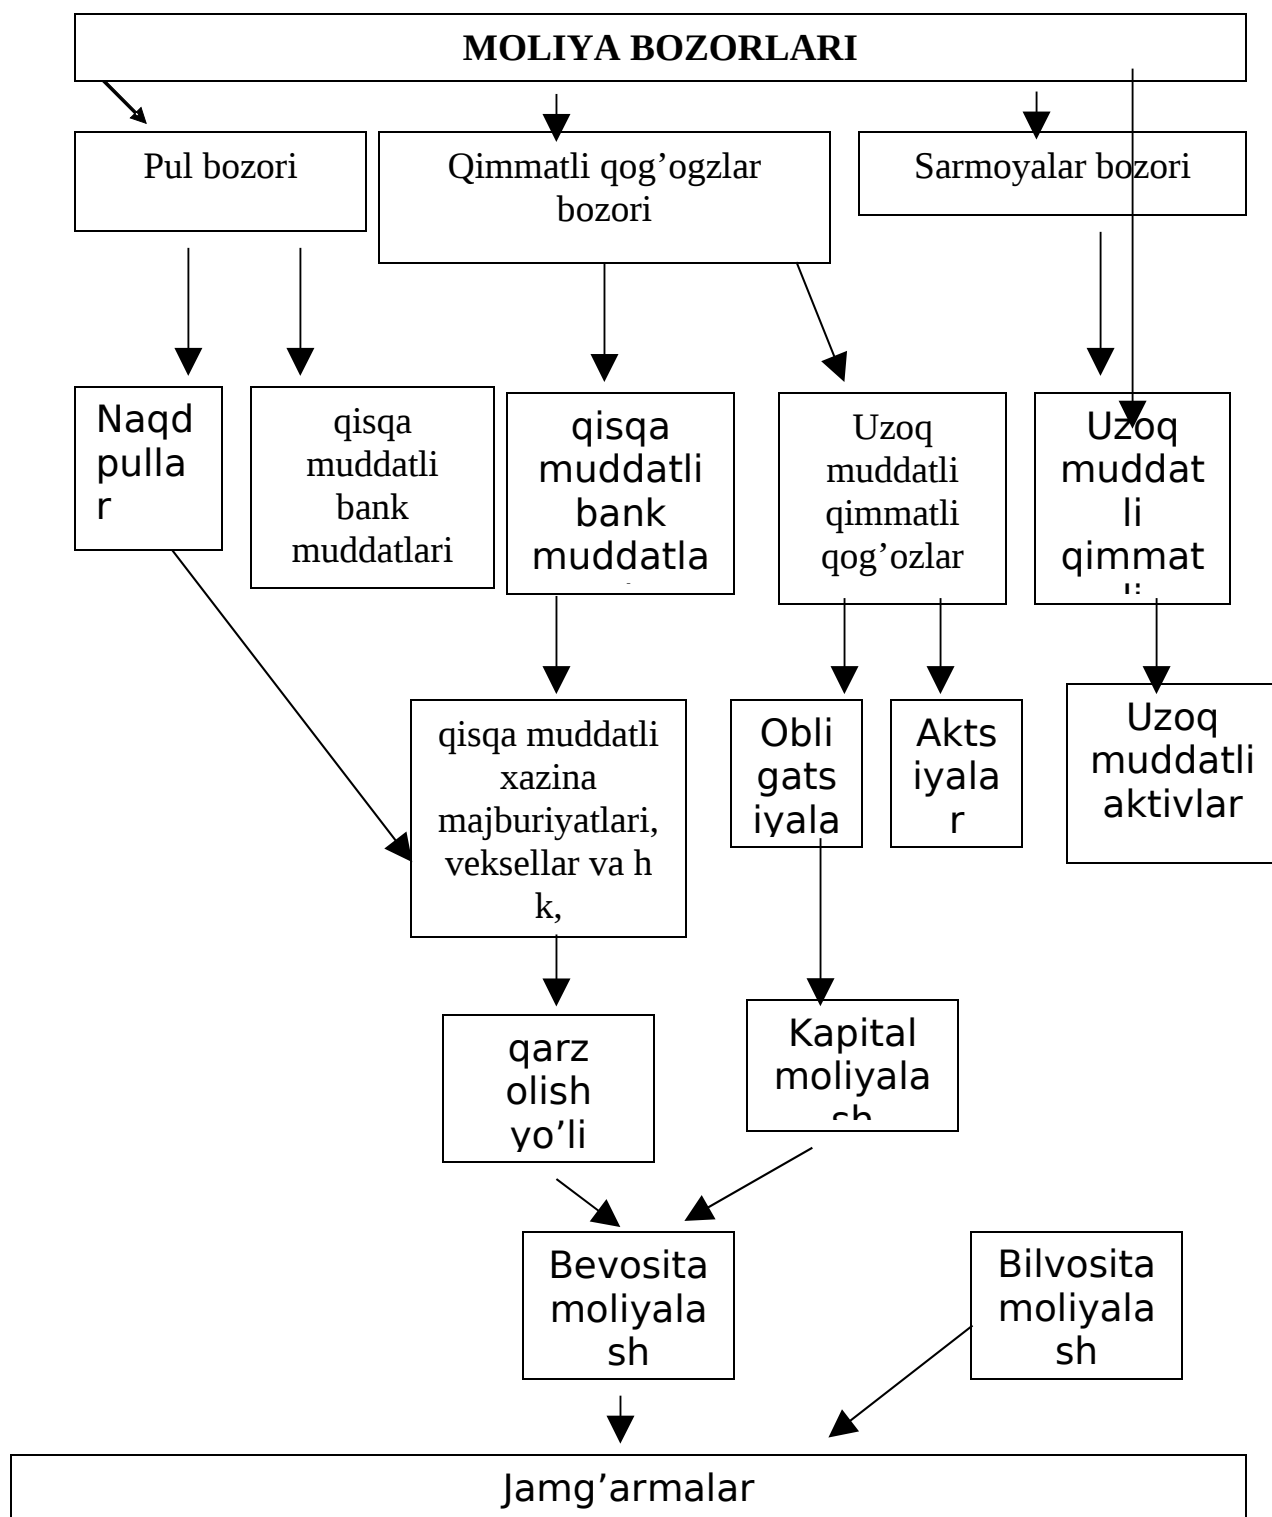 MOLIYA BOZORLARI
Pul bozori
Qimmatli qog’ogzlar
bozori
Sarmoyalar bozori
Naqd
pulla
r
qisqa
muddatli
bank
muddatlari
qisqa
muddatli
bank
muddatla
Uzoq
muddatli
qimmatli
qog’ozlar
Uzoq
muddat
li
qimmat
li
qisqa muddatli
xazina
majburiyatlari,
veksellar va h
k,
Obli
gats
iyala
Akts
iyala
r
Uzoq
muddatli
aktivlar
qarz
olish
yo’li
Kapital
moliyala
sh
Bevosita
moliyala
sh
Bilvosita
moliyala
sh
Jamg’armalar